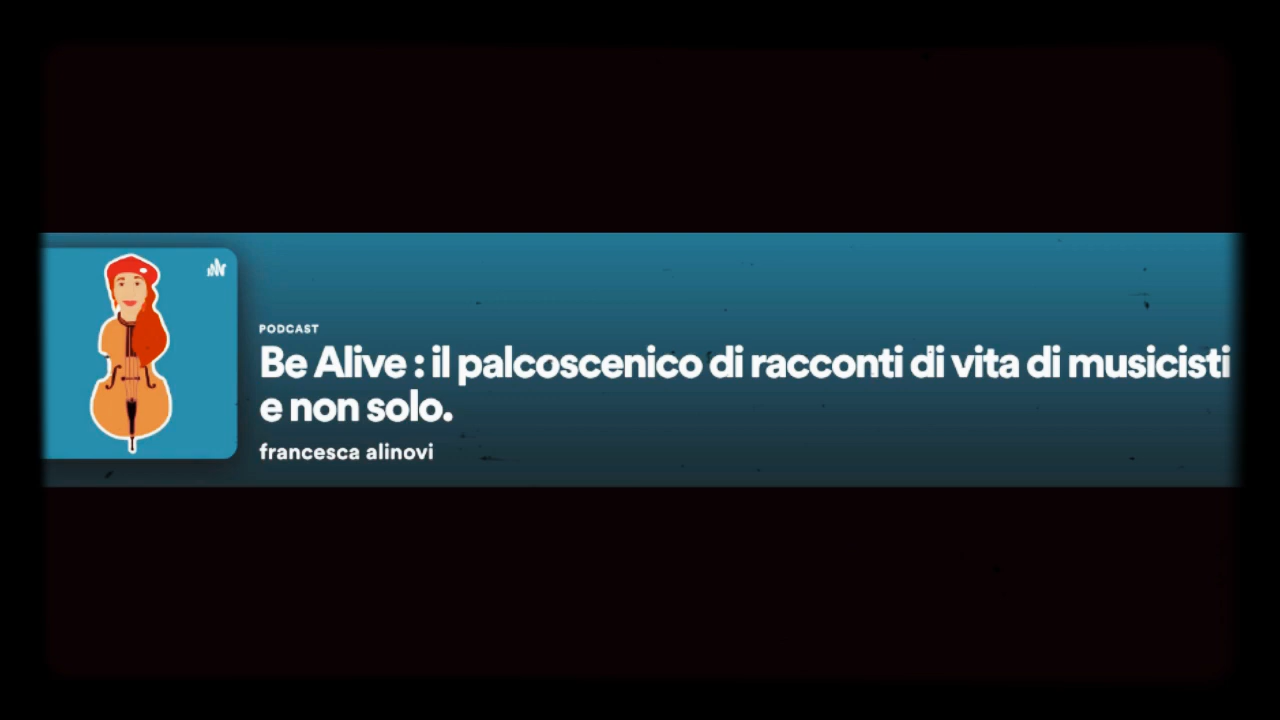 PODCAST
Be Alive : il palcoscenico di racconti di vita di musicisti
e non solo.
francesca alinovi